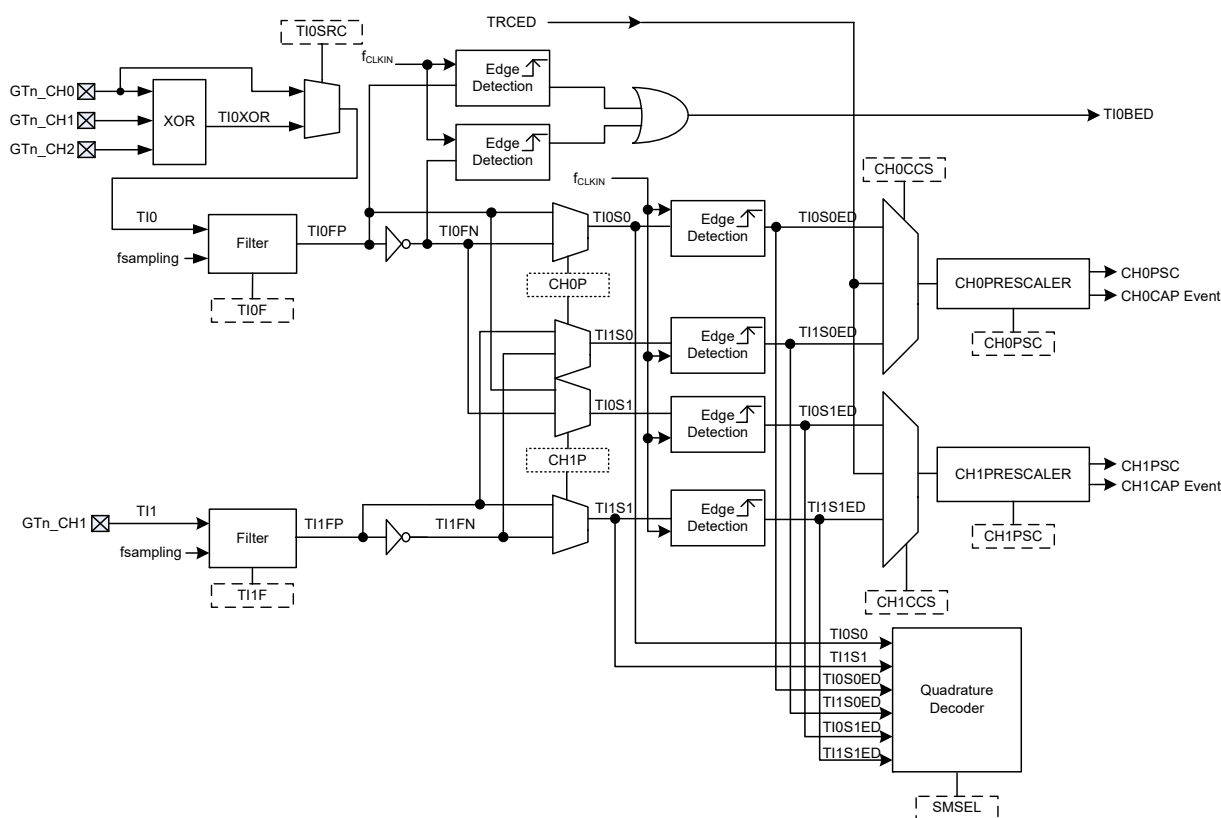 TRCED
TI0SRC
fCLKIN
Edge
Detection
GTn_CH0
GTn_CH1
GTn_CH2
XOR
TI0XOR
TI0BED
Edge
Detection
CH0CCS
fCLKIN
TI0
Filter
fsampling
TI0FP
TI0FN
TI0S0
Edge
Detection
TI0S0ED
TI0F
CH0P
CH0PRESCALER
CH0PSC
CH0CAP Event
CH0PSC
TI1S0
Edge
Detection
TI1S0ED
TI0S1
Edge
Detection
TI0S1ED
CH1P
CH1PRESCALER
CH1PSC
CH1CAP Event
CH1PSC
GTn_CH1
TI1
Filter
fsampling
TI1FP
TI1FN
TI1S1
Edge
Detection
TI1S1ED
TI1F
CH1CCS
TI0S0
TI1S1
TI0S0ED
TI1S0ED
TI0S1ED
TI1S1ED
Quadrature
Decoder
SMSEL